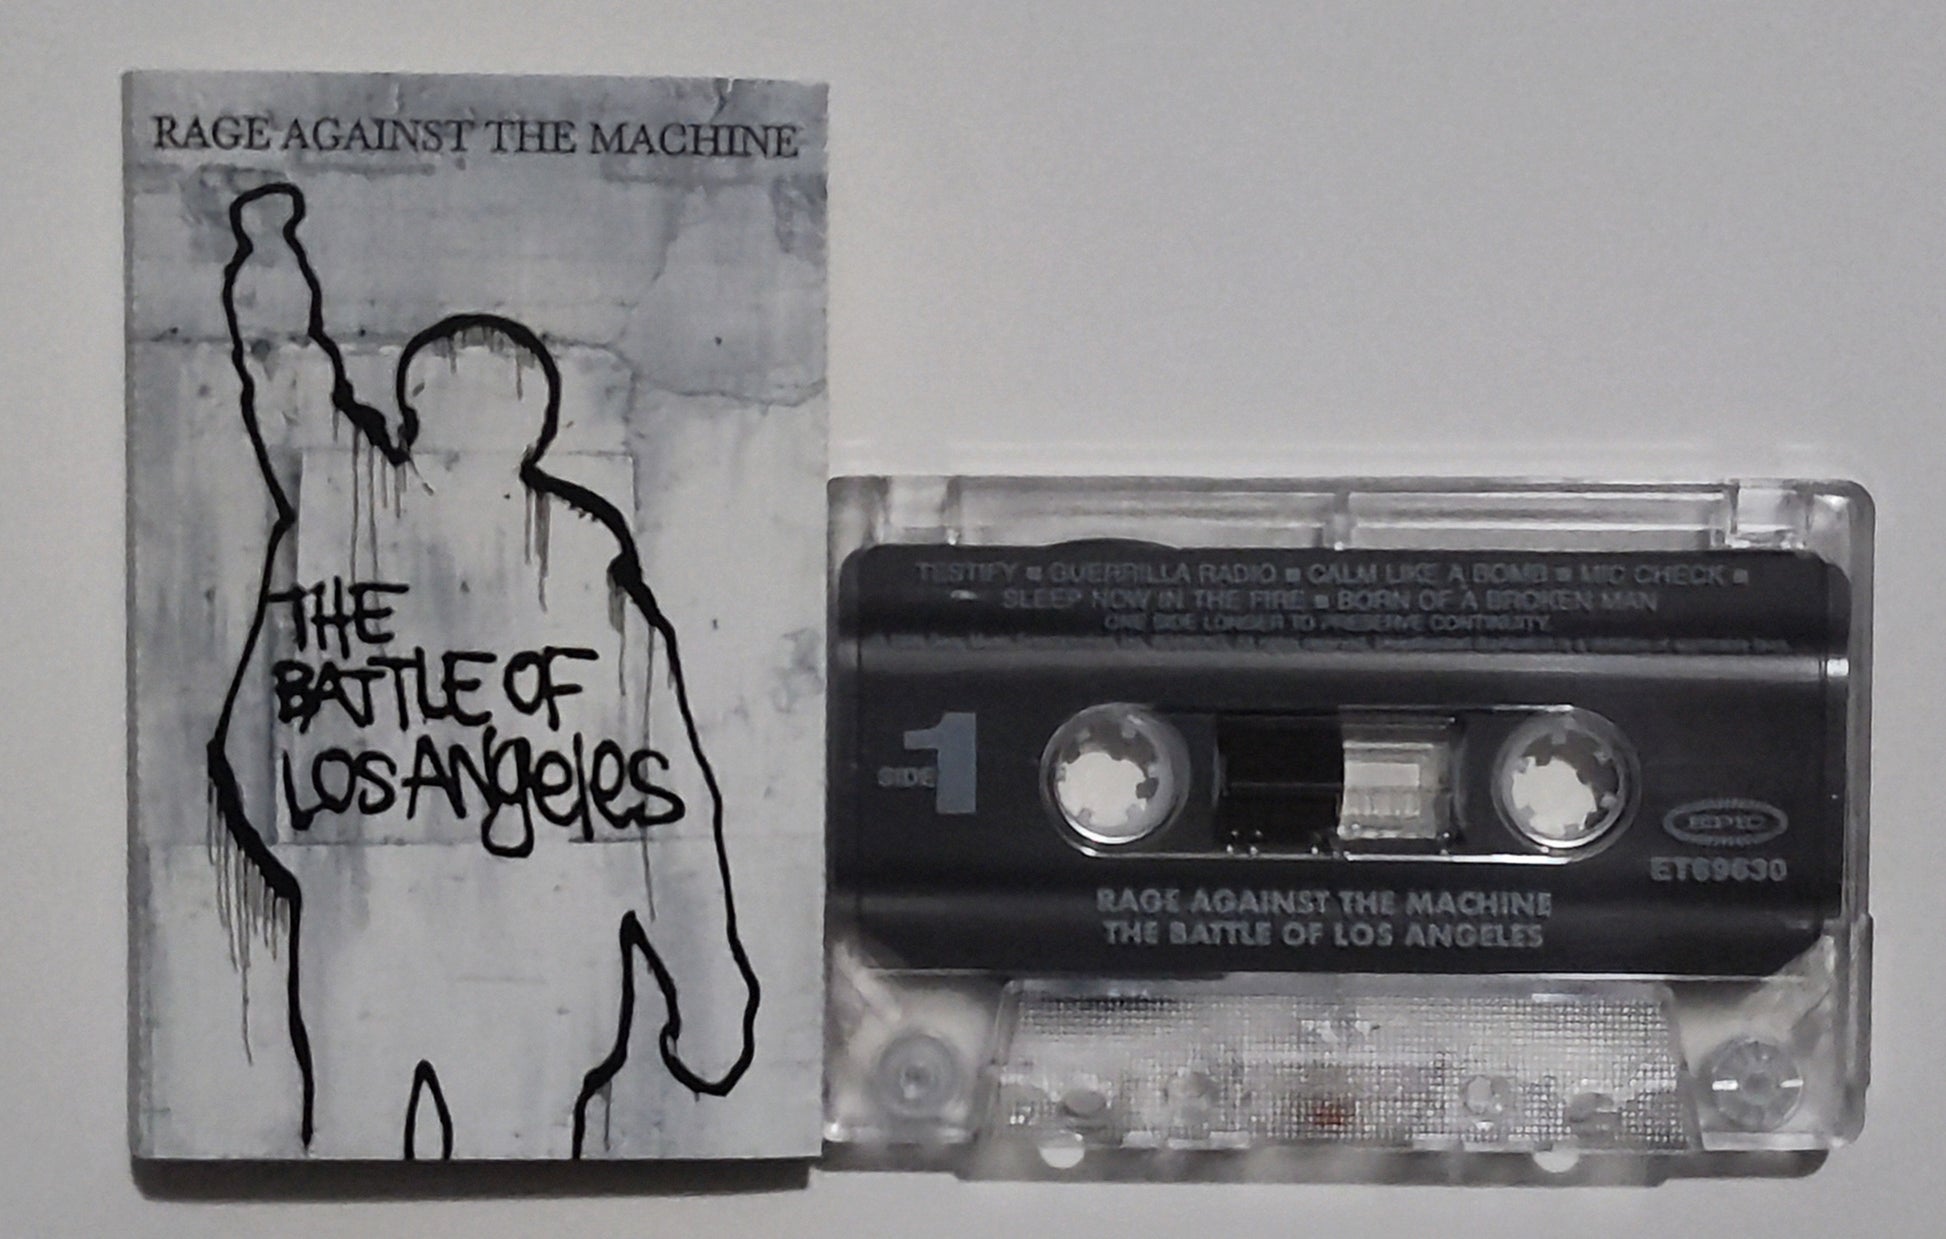 RAGE AGAINST THE MACHINE
THE
BATTLE OF
LOS ANgeles
TESTIFY ■ GUERRILLA RADIO ■ CALM LIKE A BOMB ■ MIC CHECK ■
SLEEP NOW IN THE FIRE ■ BORN OF A BROKEN MAN
ONE SIDE LONGER TO PRESERVE CONTINUITY.
SIDE 1
EPIC
ET69630
RAGE AGAINST THE MACHINE
THE BATTLE OF LOS ANGELES